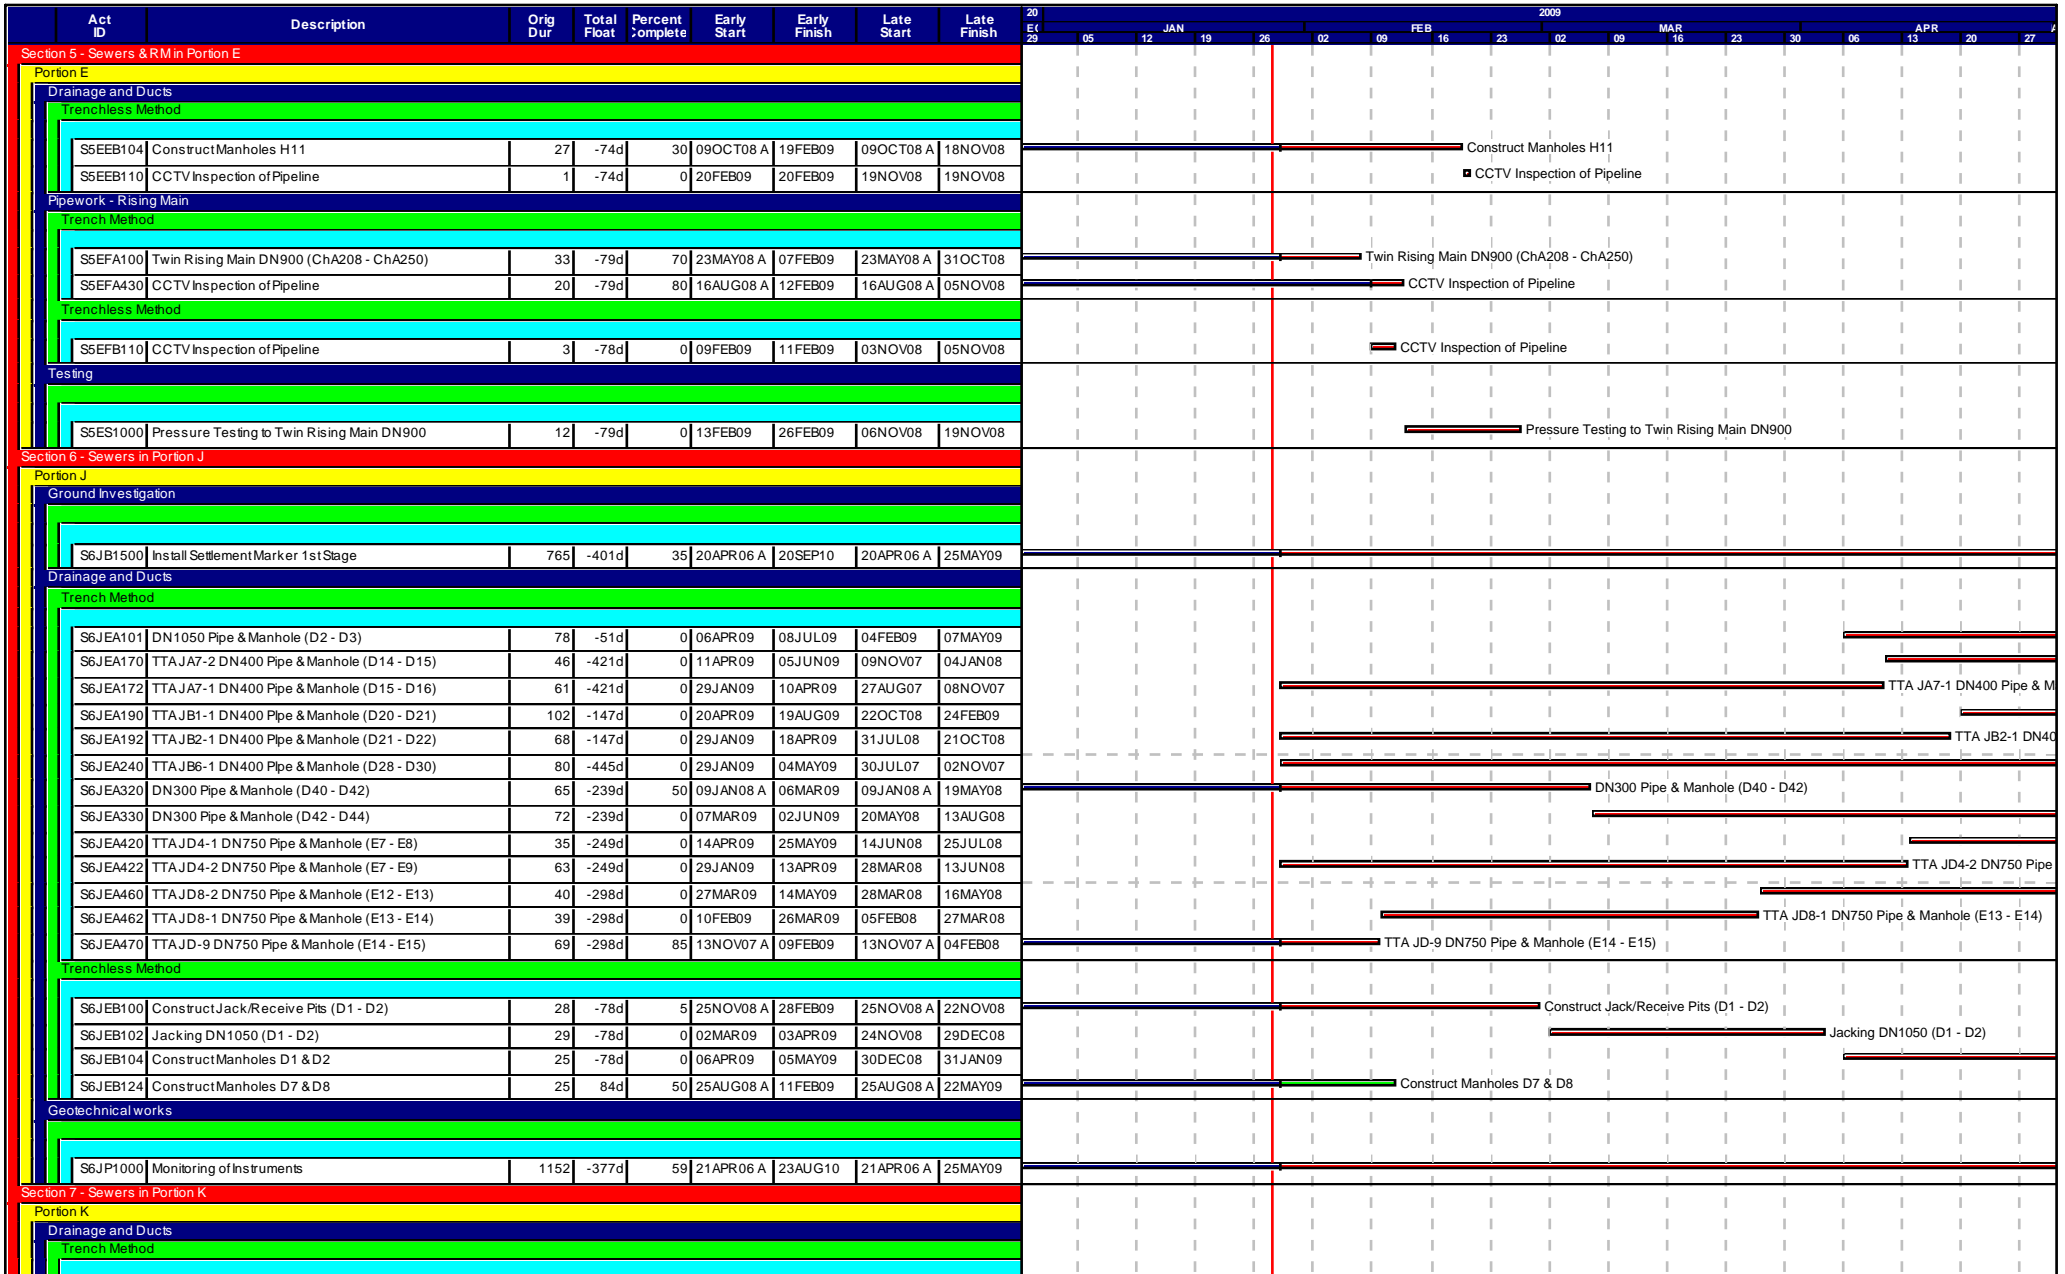 Act ID Description Orig Dur Total Float Percent Complete Early Start Early Finish Late Start Late Finish
20 2009
JAN FEB MAR APR
29 05 12 19 26 02 09 16 23 02 09 16 23 30 06 13 20 27
Section 5 - Sewers & RM in Portion E
Portion E
Drainage and Ducts
Trenchless Method
S5EEB104 Construct Manholes H11 27 -74d 30 09OCT08 A 19FEB09 09OCT08 A 18NOV08 Construct Manholes H11
S5EEB110 CCTV Inspection of Pipeline 1 -74d 0 20FEB09 20FEB09 19NOV08 19NOV08 CCTV Inspection of Pipeline
Pipework - Rising Main
Trench Method
S5EFA100 Twin Rising Main DN900 (ChA208 - ChA250) 33 -79d 70 23MAY08 A 07FEB09 23MAY08 A 31OCT08 Twin Rising Main DN900 (ChA208 - ChA250)
S5EFA430 CCTV Inspection of Pipeline 20 -79d 80 16AUG08 A 12FEB09 16AUG08 A 05NOV08 CCTV Inspection of Pipeline
Trenchless Method
S5EFB110 CCTV Inspection of Pipeline 3 -78d 0 09FEB09 11FEB09 03NOV08 05NOV08 CCTV Inspection of Pipeline
Testing
S5ES1000 Pressure Testing to Twin Rising Main DN900 12 -79d 0 13FEB09 26FEB09 06NOV08 19NOV08 Pressure Testing to Twin Rising Main DN900
Section 6 - Sewers in Portion J
Portion J
Ground Investigation
S6JB1500 Install Settlement Marker 1st Stage 765 -401d 35 20APR06 A 20SEP10 20APR06 A 25MAY09
Drainage and Ducts
Trench Method
S6JEA101 DN1050 Pipe & Manhole (D2 - D3) 78 -51d 0 06APR09 08JUL09 04FEB09 07MAY09
S6JEA170 TTA JA7-2 DN400 Pipe & Manhole (D14 - D15) 46 -421d 0 11APR09 05JUN09 09NOV07 04JAN08
S6JEA172 TTA JA7-1 DN400 Pipe & Manhole (D15 - D16) 61 -421d 0 29JAN09 10APR09 27AUG07 08NOV07 TTA JA7-1 DN400 Pipe & M
S6JEA190 TTA JB1-1 DN400 PIpe & Manhole (D20 - D21) 102 -147d 0 20APR09 19AUG09 22OCT08 24FEB09
S6JEA192 TTA JB2-1 DN400 PIpe & Manhole (D21 - D22) 68 -147d 0 29JAN09 18APR09 31JUL08 21OCT08 TTA JB2-1 DN40
S6JEA240 TTA JB6-1 DN400 Pipe & Manhole (D28 - D30) 80 -445d 0 29JAN09 04MAY09 30JUL07 02NOV07
S6JEA320 DN300 Pipe & Manhole (D40 - D42) 65 -239d 50 09JAN08 A 06MAR09 09JAN08 A 19MAY08 DN300 Pipe & Manhole (D40 - D42)
S6JEA330 DN300 Pipe & Manhole (D42 - D44) 72 -239d 0 07MAR09 02JUN09 20MAY08 13AUG08
S6JEA420 TTA JD4-1 DN750 Pipe & Manhole (E7 - E8) 35 -249d 0 14APR09 25MAY09 14JUN08 25JUL08
S6JEA422 TTA JD4-2 DN750 Pipe & Manhole (E7 - E9) 63 -249d 0 29JAN09 13APR09 28MAR08 13JUN08 TTA JD4-2 DN750 Pipe
S6JEA460 TTA JD8-2 DN750 Pipe & Manhole (E12 - E13) 40 -298d 0 27MAR09 14MAY09 28MAR08 16MAY08
S6JEA462 TTA JD8-1 DN750 Pipe & Manhole (E13 - E14) 39 -298d 0 10FEB09 26MAR09 05FEB08 27MAR08 TTA JD8-1 DN750 Pipe & Manhole (E13 - E14)
S6JEA470 TTA JD-9 DN750 Pipe & Manhole (E14 - E15) 69 -298d 85 13NOV07 A 09FEB09 13NOV07 A 04FEB08 TTA JD-9 DN750 Pipe & Manhole (E14 - E15)
Trenchless Method
S6JEB100 Construct Jack/Receive Pits (D1 - D2) 28 -78d 5 25NOV08 A 28FEB09 25NOV08 A 22NOV08 Construct Jack/Receive Pits (D1 - D2)
S6JEB102 Jacking DN1050 (D1 - D2) 29 -78d 0 02MAR09 03APR09 24NOV08 29DEC08 Jacking DN1050 (D1 - D2)
S6JEB104 Construct Manholes D1 & D2 25 -78d 0 06APR09 05MAY09 30DEC08 31JAN09
S6JEB124 Construct Manholes D7 & D8 25 84d 50 25AUG08 A 11FEB09 25AUG08 A 22MAY09 Construct Manholes D7 & D8
Geotechnical works
S6JP1000 Monitoring of Instruments 1152 -377d 59 21APR06 A 23AUG10 21APR06 A 25MAY09
Section 7 - Sewers in Portion K
Portion K
Drainage and Ducts
Trench Method